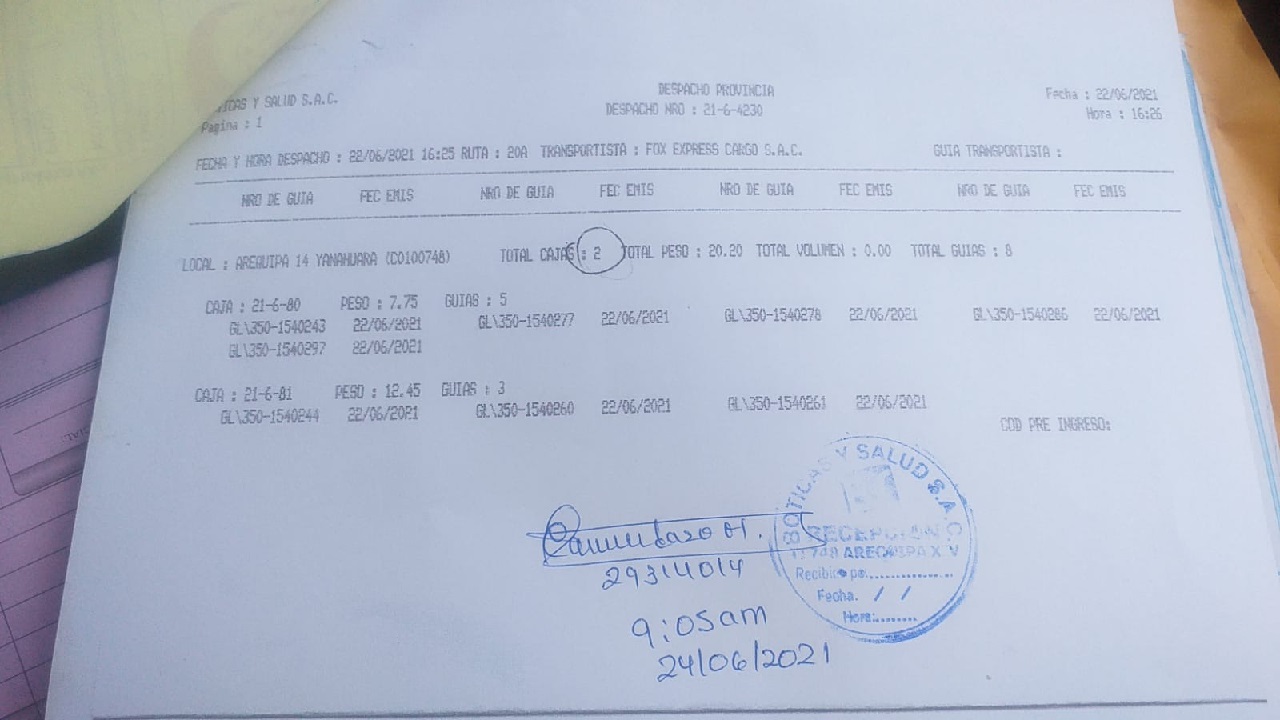 DESPACHO PROVINCIA
Fecha : 22/06/2021
Y SALUD S.A.C.
DESPACHO NRO : 21-6-4230
Hora : 16:26
Pagina : 1
FECHA Y HORA DESPACHO : 22/06/2021 16:25 RUTA : 20A TRANSPORTISTA : FOX EXPRESS CARGO S.A.C. GUIA TRANSPORTISTA :
NRO DE GUIA FEC EMIS NRO DE GUIA FEC EMIS NRO DE GUIA FEC EMIS NRO DE GUIA FEC EMIS
LOCAL : AREQUIPA 14 YANAHUARA (CO100748) TOTAL CAJAS : 2 TOTAL PESO : 20.20 TOTAL VOLUMEN : 0.00 TOTAL GUIAS : 8
CAJA : 21-6-80 PESO : 7.75 GUIAS : 5
GL\350-1540243 22/06/2021 GL\350-1540277 22/06/2021 GL\350-1540278 22/06/2021 GL\350-1540286 22/06/2021
GL\350-1540297 22/06/2021
CAJA : 21-6-81 PESO : 12.45 GUIAS : 3
GL\350-1540244 22/06/2021 GL\350-1540260 22/06/2021 GL\350-1540261 22/06/2021
COD PRE INGRESO:
BOTICAS Y SALUD S.A.C.
RECEPCION
AREQUIPA X V
Recibido por
Fecha. / /
Hora:
29314014
9:05am
24/06/2021